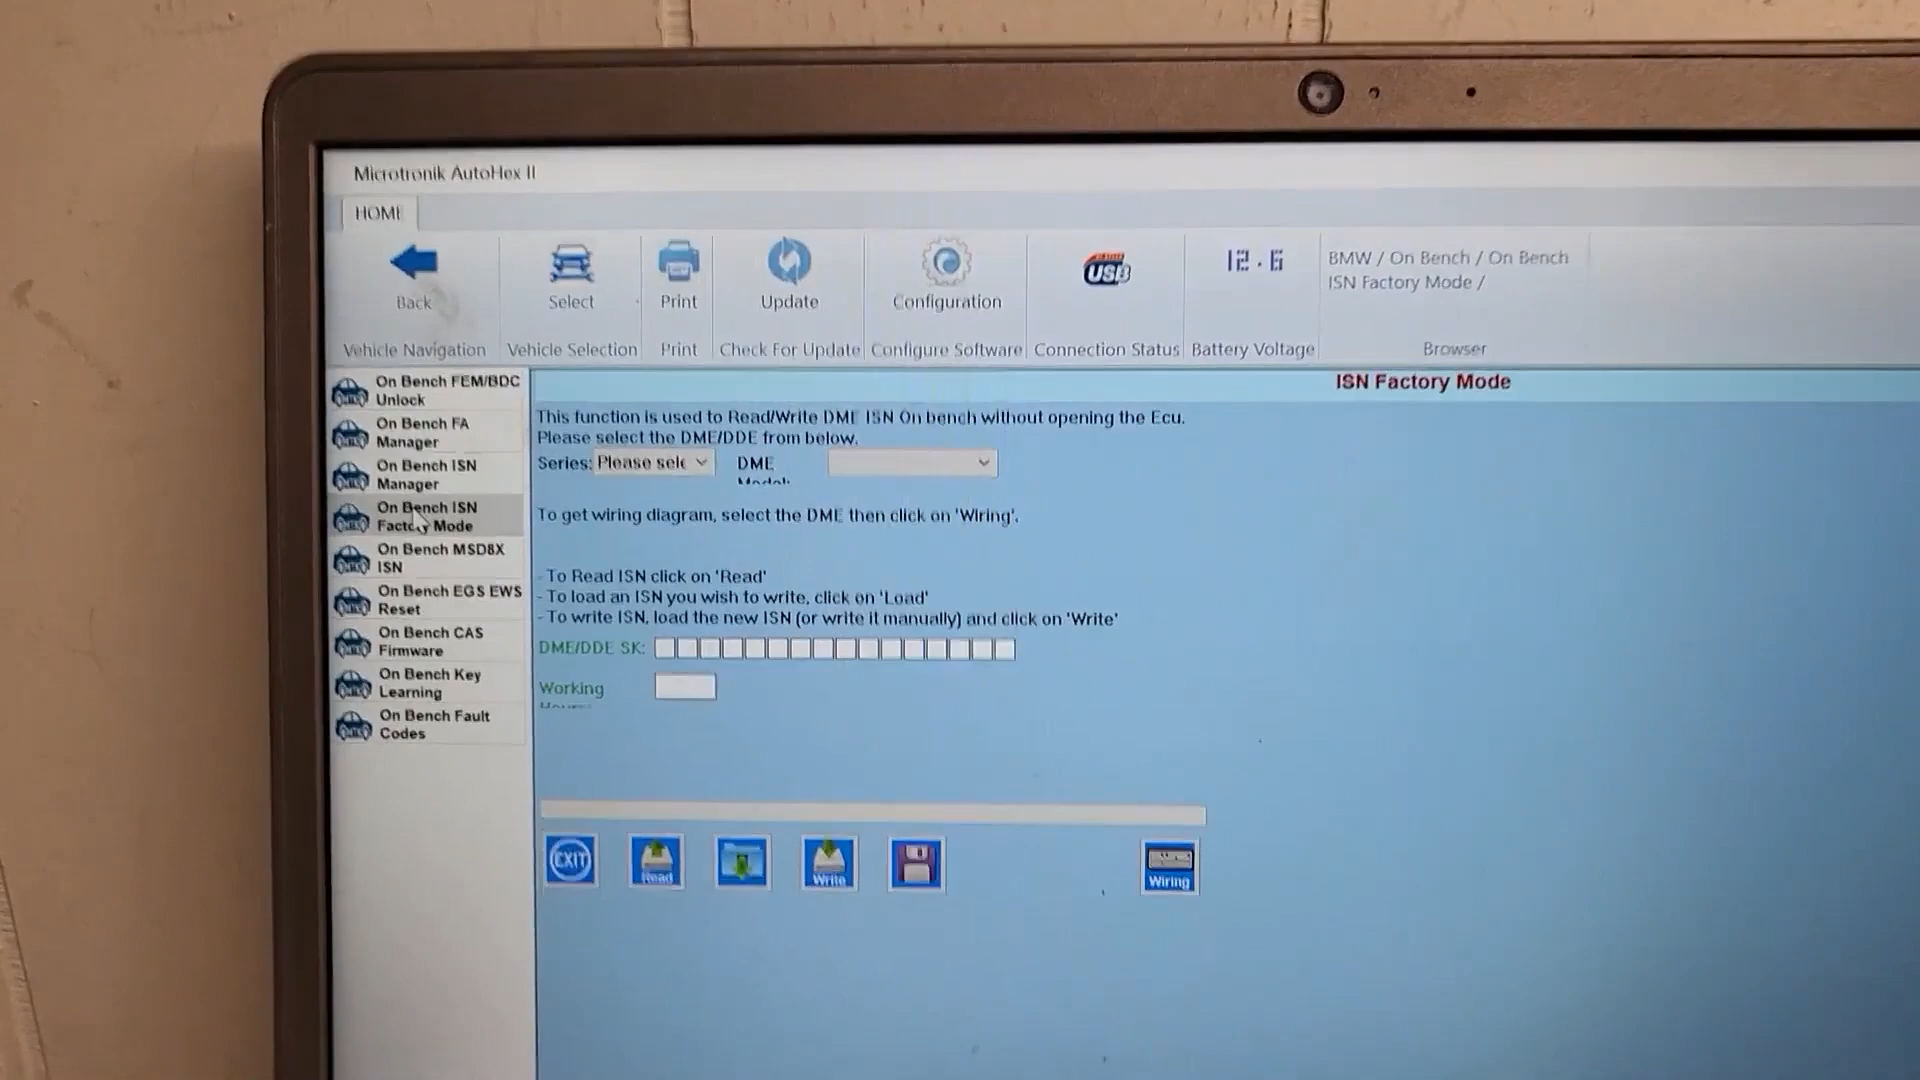 Microtronik AutoHex II
HOME
Back
Select
Print
Update
Configuration
USB
12.6
BMW / On Bench / On Bench
ISN Factory Mode /
Vehicle Navigation
Vehicle Selection
Print
Check For Update
Configure Software
Connection Status
Battery Voltage
Browser
On Bench FEM/BDC
Unlock
On Bench FA
Manager
On Bench ISN
Manager
On Bench ISN
Factory Mode
On Bench MSD8X
ISN
On Bench EGS EWS
Reset
On Bench CAS
Firmware
On Bench Key
Learning
On Bench Fault
Codes
ISN Factory Mode
This function is used to Read/Write DME ISN On bench without opening the Ecu.
Please select the DME/DDE from below.
Series: Please sele DME
To get wiring diagram, select the DME then click on 'Wiring'.
- To Read ISN click on 'Read'
- To load an ISN you wish to write, click on 'Load'
- To write ISN, load the new ISN (or write it manually) and click on 'Write'
DME/DDE SK:
Working
EXIT
Read
Write
Wiring